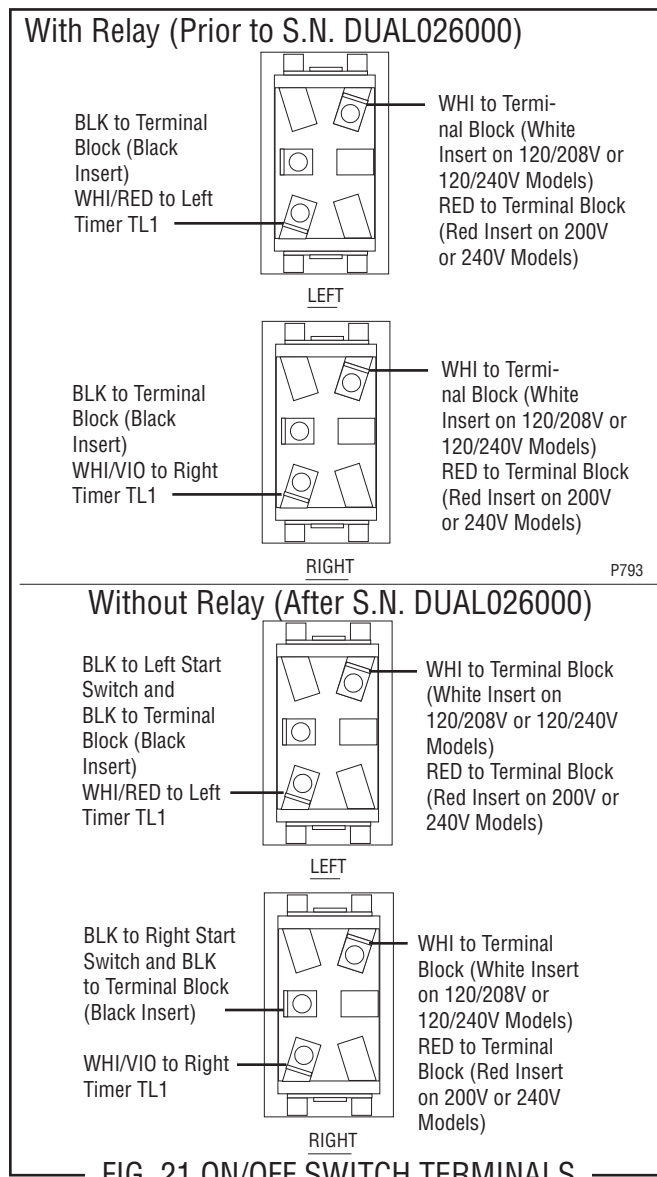 With Relay (Prior to S.N. DUAL026000)
BLK to Terminal
Block (Black
Insert)
WHI/RED to Left
Timer TL1
WHI to Termi-
nal Block (White
Insert on 120/208V or
120/240V Models)
RED to Terminal Block
(Red Insert on 200V
or 240V Models)
LEFT
BLK to Terminal
Block (Black
Insert)
WHI/VIO to Right
Timer TL1
WHI to Termi-
nal Block (White
Insert on 120/208V or
120/240V Models)
RED to Terminal Block
(Red Insert on 200V
or 240V Models)
RIGHT
P793
Without Relay (After S.N. DUAL026000)
BLK to Left Start
Switch and
BLK to Terminal
Block (Black
Insert)
WHI/RED to Left
Timer TL1
WHI to Terminal Block
(White Insert on
120/208V or 120/240V
Models)
RED to Terminal Block
(Red Insert on 200V or
240V Models)
LEFT
BLK to Right Start
Switch and BLK
to Terminal Block
(Black Insert)
WHI/VIO to Right
Timer TL1
WHI to Terminal
Block (White Insert
on 120/208V or
120/240V Models)
RED to Terminal
Block (Red Insert
on 200V or 240V
Models)
RIGHT
FIG. 21 ON/OFF SWITCH TERMINALS